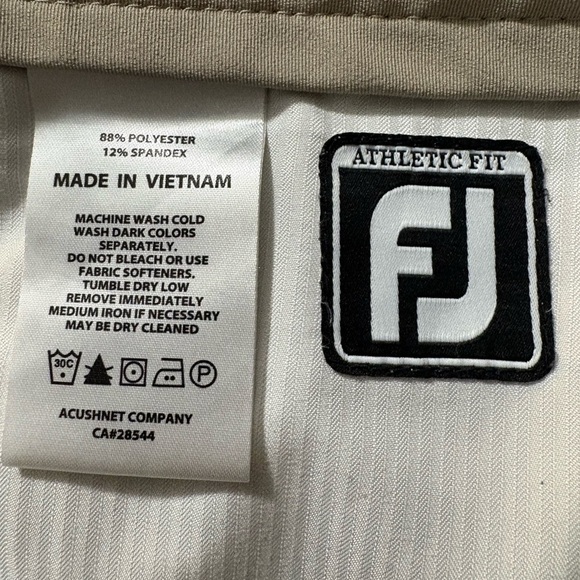 88% POLYESTER
12% SPANDEX
MADE IN VIETNAM
MACHINE WASH COLD
WASH DARK COLORS
SEPARATELY.
DO NOT BLEACH OR USE
FABRIC SOFTENERS.
TUMBLE DRY LOW
REMOVE IMMEDIATELY
MEDIUM IRON IF NECESSARY
MAY BE DRY CLEANED
30C P
ACUSHNET COMPANY
CA#28544
ATHLETIC FIT
FJ